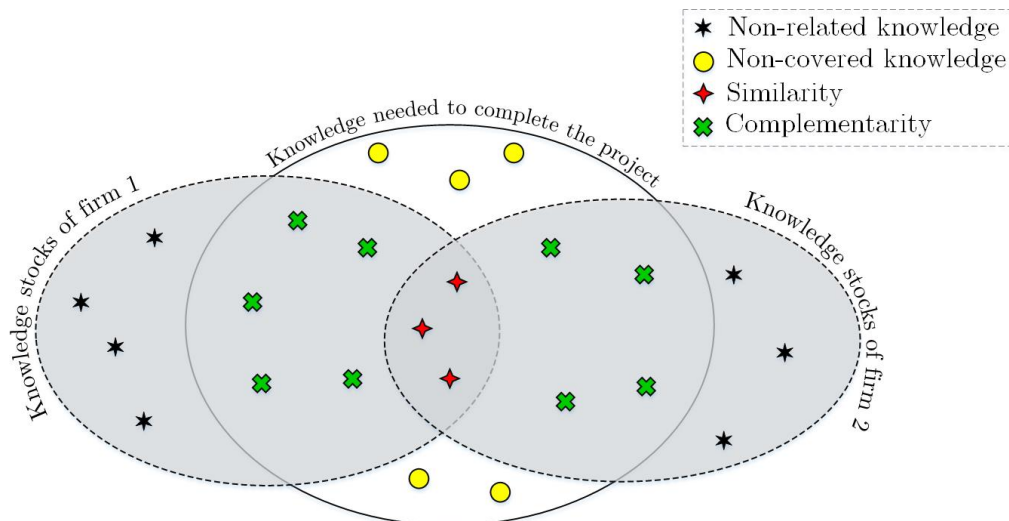 Non-related knowledge
Non-covered knowledge
Similarity
Complementarity
Knowledge needed to complete the project
Knowledge stocks of firm 1
Knowledge stocks of firm 2